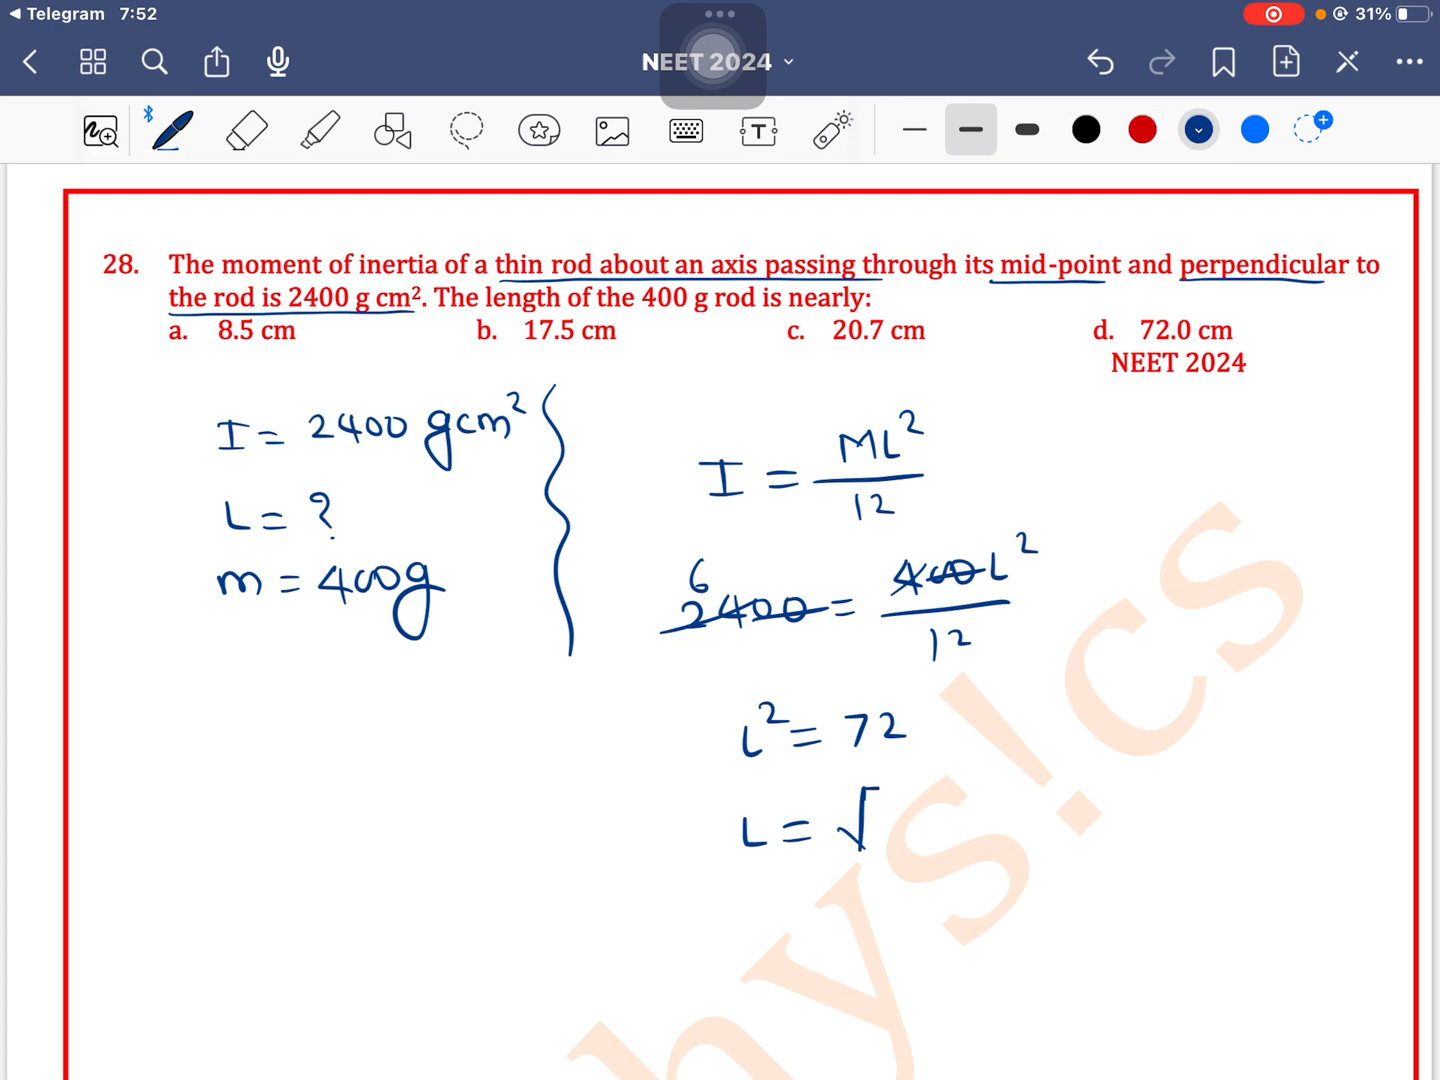 Telegram 7:52
31%
NEET 2024
T
28. The moment of inertia of a thin rod about an axis passing through its mid-point and perpendicular to
the rod is 2400 g cm². The length of the 400 g rod is nearly:
a. 8.5 cm b. 17.5 cm c. 20.7 cm d. 72.0 cm
NEET 2024
I = 2400 gcm²
L = ?
m = 400g
I = ML²/12
6
2400 = 400L²/12
L² = 72
L = √
hys!cs